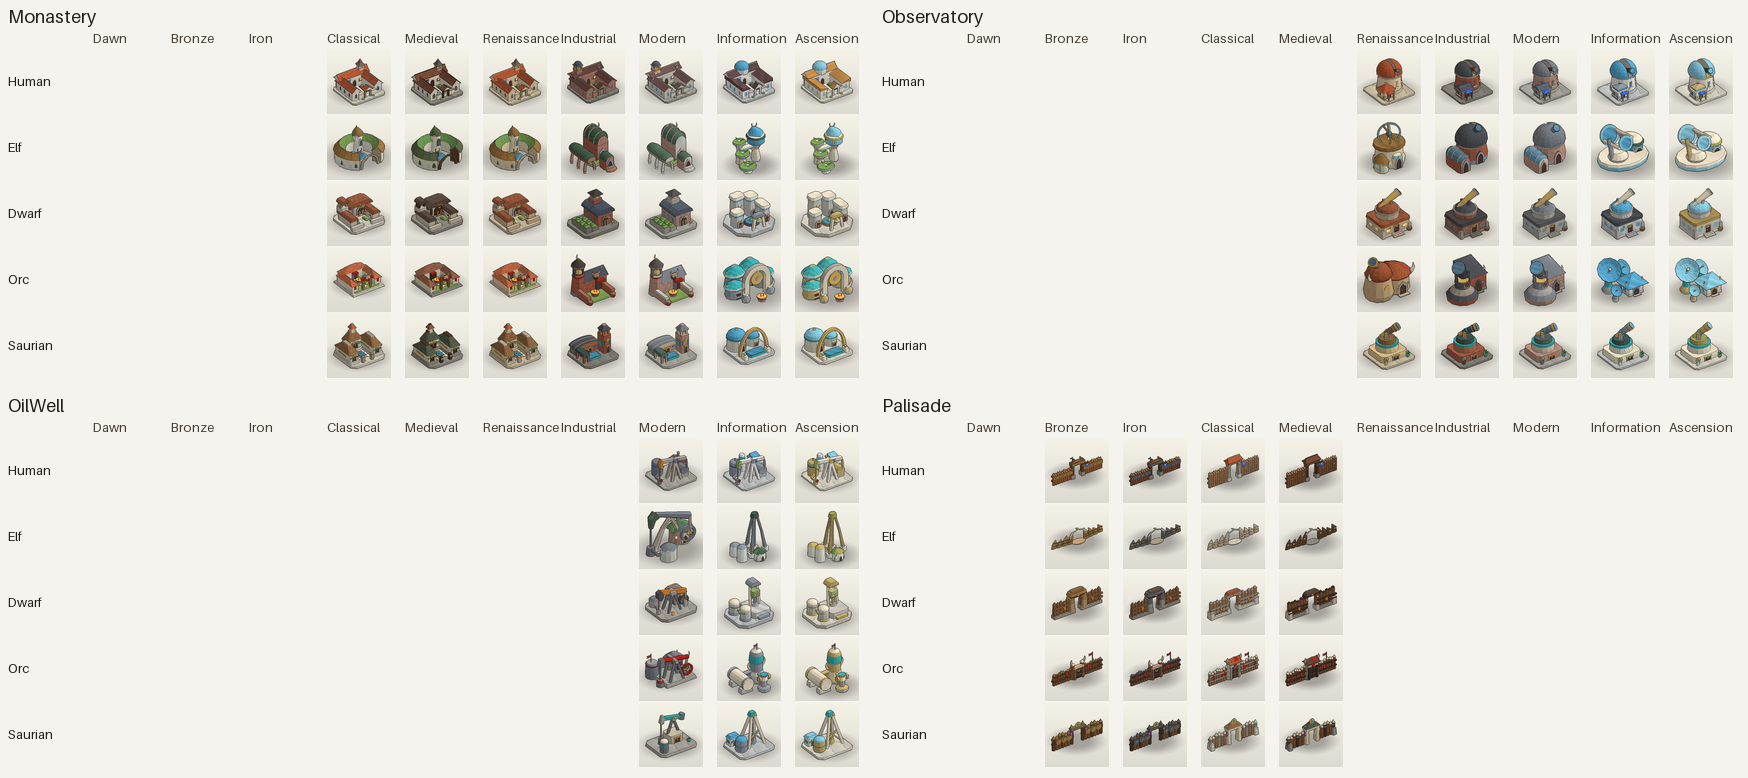 Monastery
Dawn Bronze Iron Classical Medieval Renaissance Industrial Modern Information Ascension
Human
Elf
Dwarf
Orc
Saurian
Observatory
Dawn Bronze Iron Classical Medieval Renaissance Industrial Modern Information Ascension
Human
Elf
Dwarf
Orc
Saurian
OilWell
Dawn Bronze Iron Classical Medieval Renaissance Industrial Modern Information Ascension
Human
Elf
Dwarf
Orc
Saurian
Palisade
Dawn Bronze Iron Classical Medieval Renaissance Industrial Modern Information Ascension
Human
Elf
Dwarf
Orc
Saurian